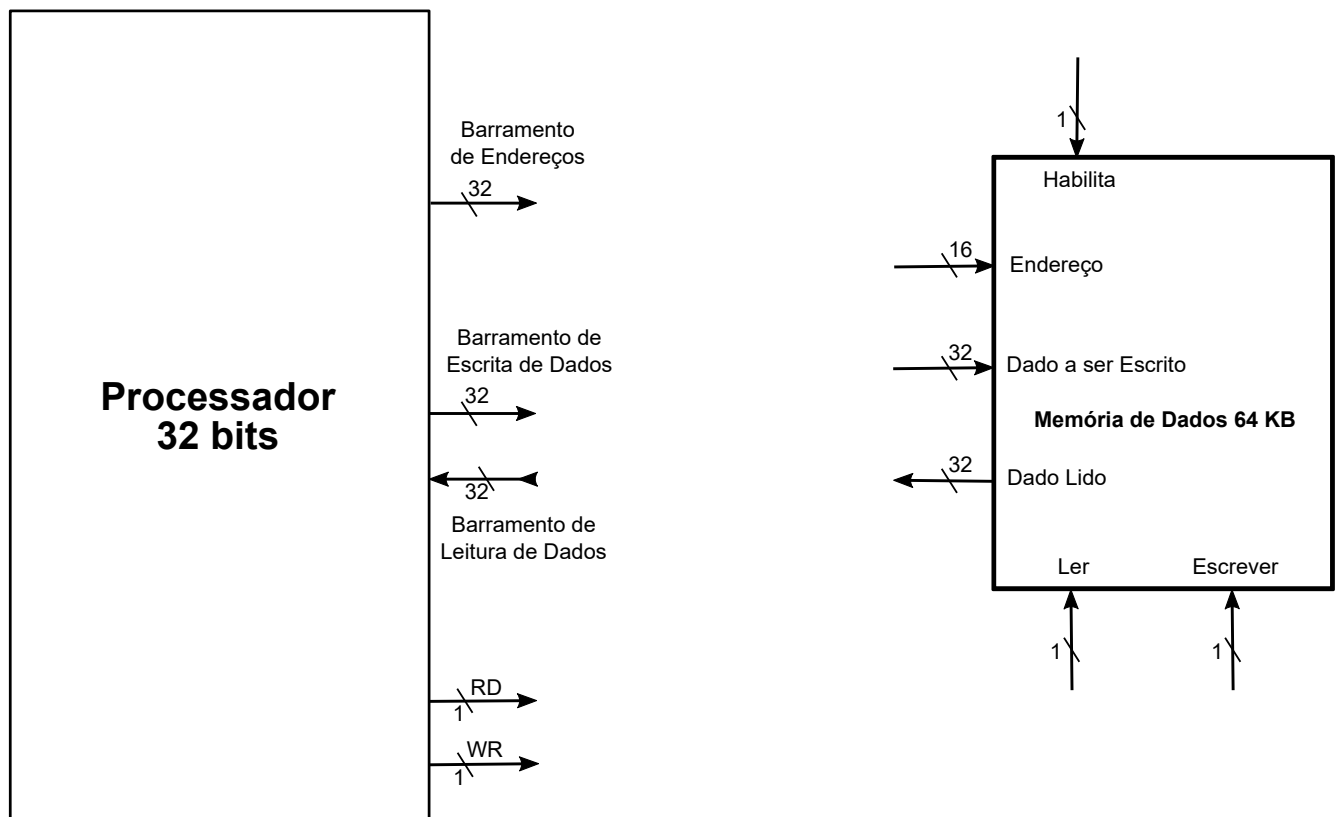 Processador
32 bits
Barramento
de Endereços
32
Barramento de
Escrita de Dados
32
32
Barramento de
Leitura de Dados
RD
1
WR
1
1
Habilita
16
Endereço
32
Dado a ser Escrito
Memória de Dados 64 KB
32
Dado Lido
Ler
Escrever
1
1